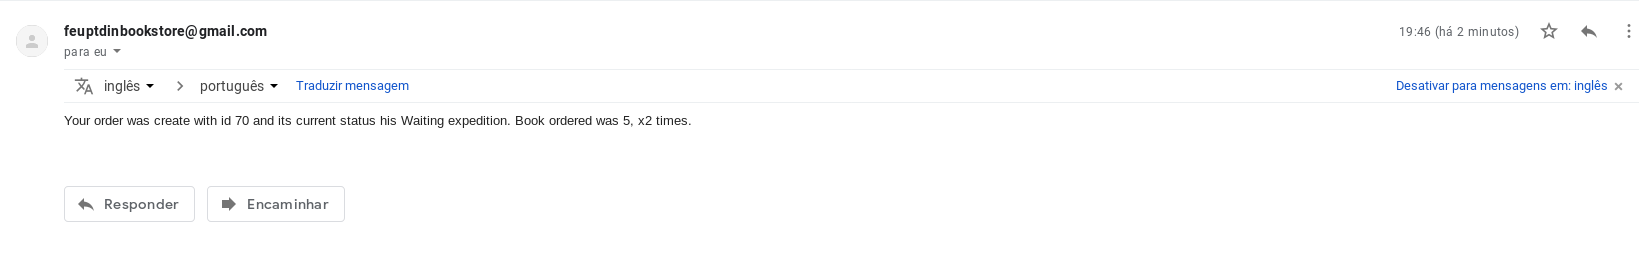 feuptdinbookstore@gmail.com
19:46 (há 2 minutos)
para eu
inglês > português Traduzir mensagem
Desativar para mensagens em: inglês ×
Your order was create with id 70 and its current status his Waiting expedition. Book ordered was 5, x2 times.
Responder
Encaminhar